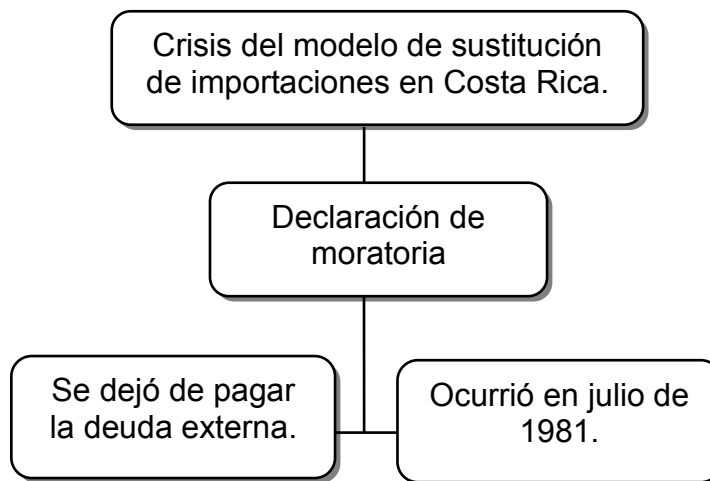 Crisis del modelo de sustitución
de importaciones en Costa Rica.
Declaración de
moratoria
Se dejó de pagar
la deuda externa.
Ocurrió en julio de
1981.